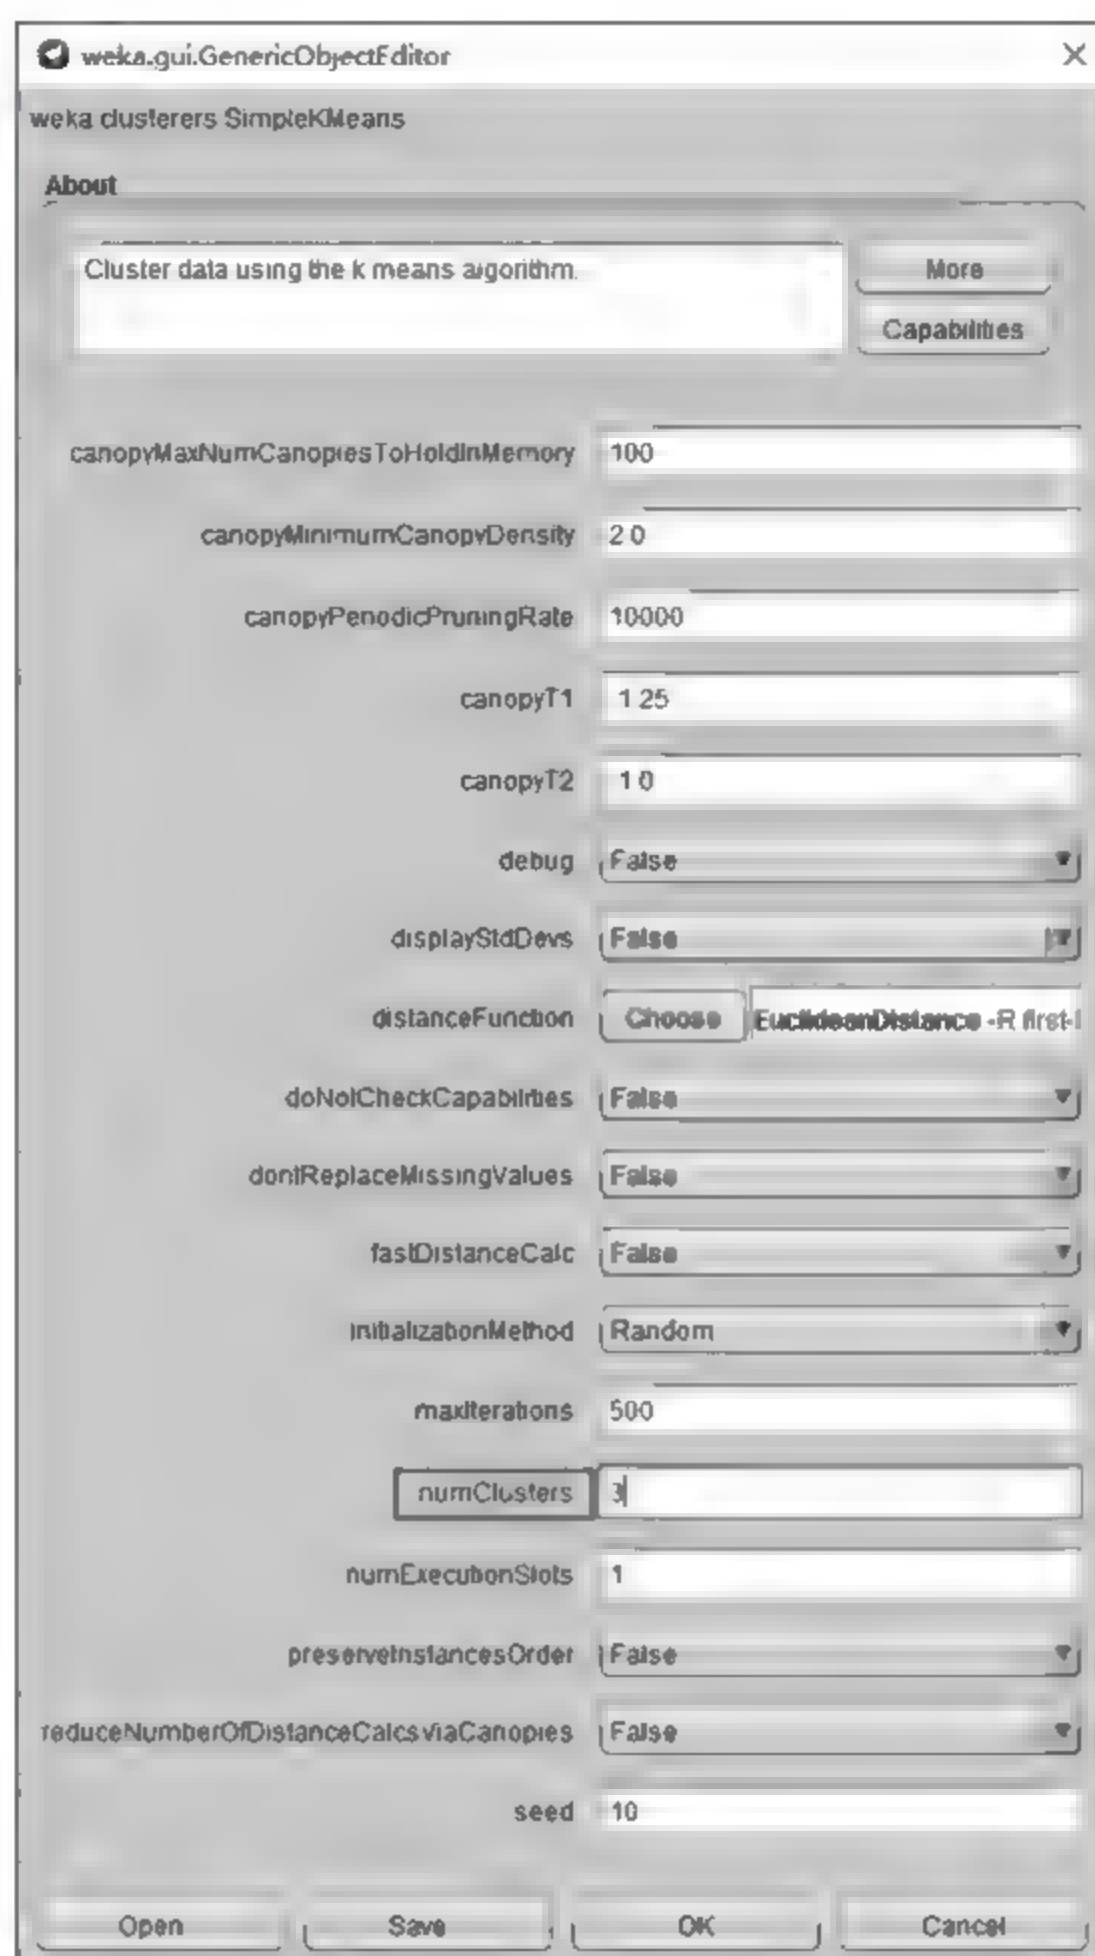 weka.gui.GenericObjectEditor
weka clusterers SimpleKMeans
About
Cluster data using the k means algorithm.
More
Capabilities
canopyMaxNumCanopiesToHoldInMemory 100
canopyMinimumCanopyDensity 2.0
canopyPeriodicPruningRate 10000
canopyT1 1 25
canopyT2 1 0
debug False
displayStdDevs False
distanceFunction Choose EuclideanDistance -R first-l
doNotCheckCapabilities False
dontReplaceMissingValues False
fastDistanceCalc False
initializationMethod Random
maxIterations 500
numClusters 3
numExecutionSlots 1
preserveInstancesOrder False
reduceNumberOfDistanceCalcsViaCanopies False
seed 10
Open Save OK Cancel